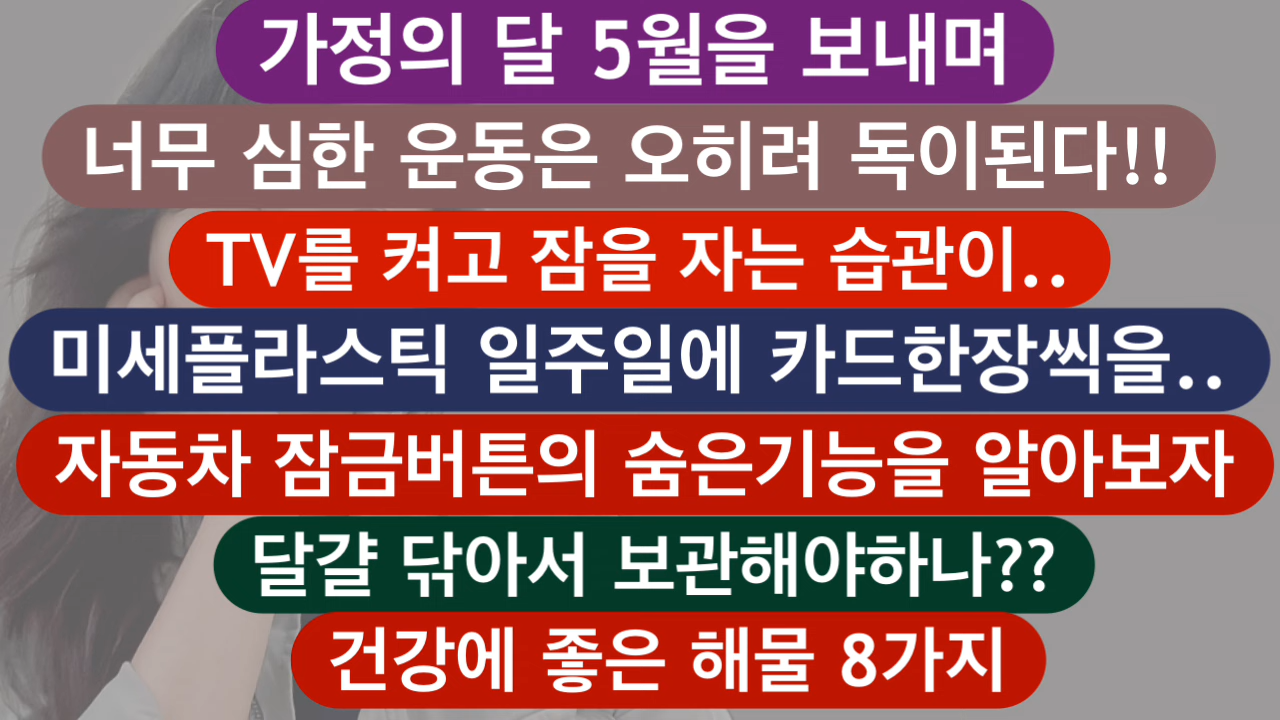 가정의 달 5월을 보내며
너무 심한 운동은 오히려 독이된다!!
TV를 켜고 잠을 자는 습관이..
미세플라스틱 일주일에 카드한장씩을..
자동차 잠금버튼의 숨은기능을 알아보자
달걀 닦아서 보관해야하나??
건강에 좋은 해물 8가지